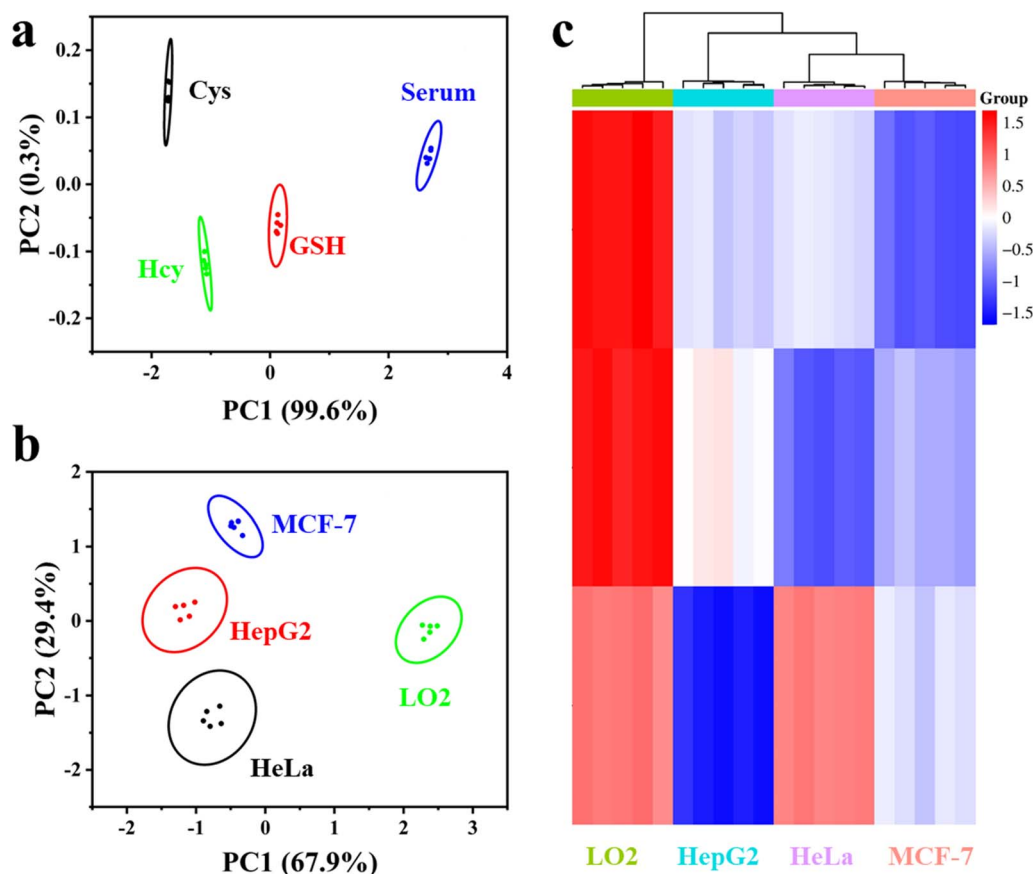 a
0.2
0.1
0.0
-0.1
-0.2
PC2 (0.3%)
Cys
Serum
GSH
Hcy
-2
0
2
4
PC1 (99.6%)
b
2
1
0
-1
-2
PC2 (29.4%)
MCF-7
HepG2
LO2
HeLa
-2
-1
0
1
2
3
PC1 (67.9%)
c
Group
1.5
1
0.5
0
−0.5
−1
−1.5
LO2
HepG2
HeLa
MCF-7